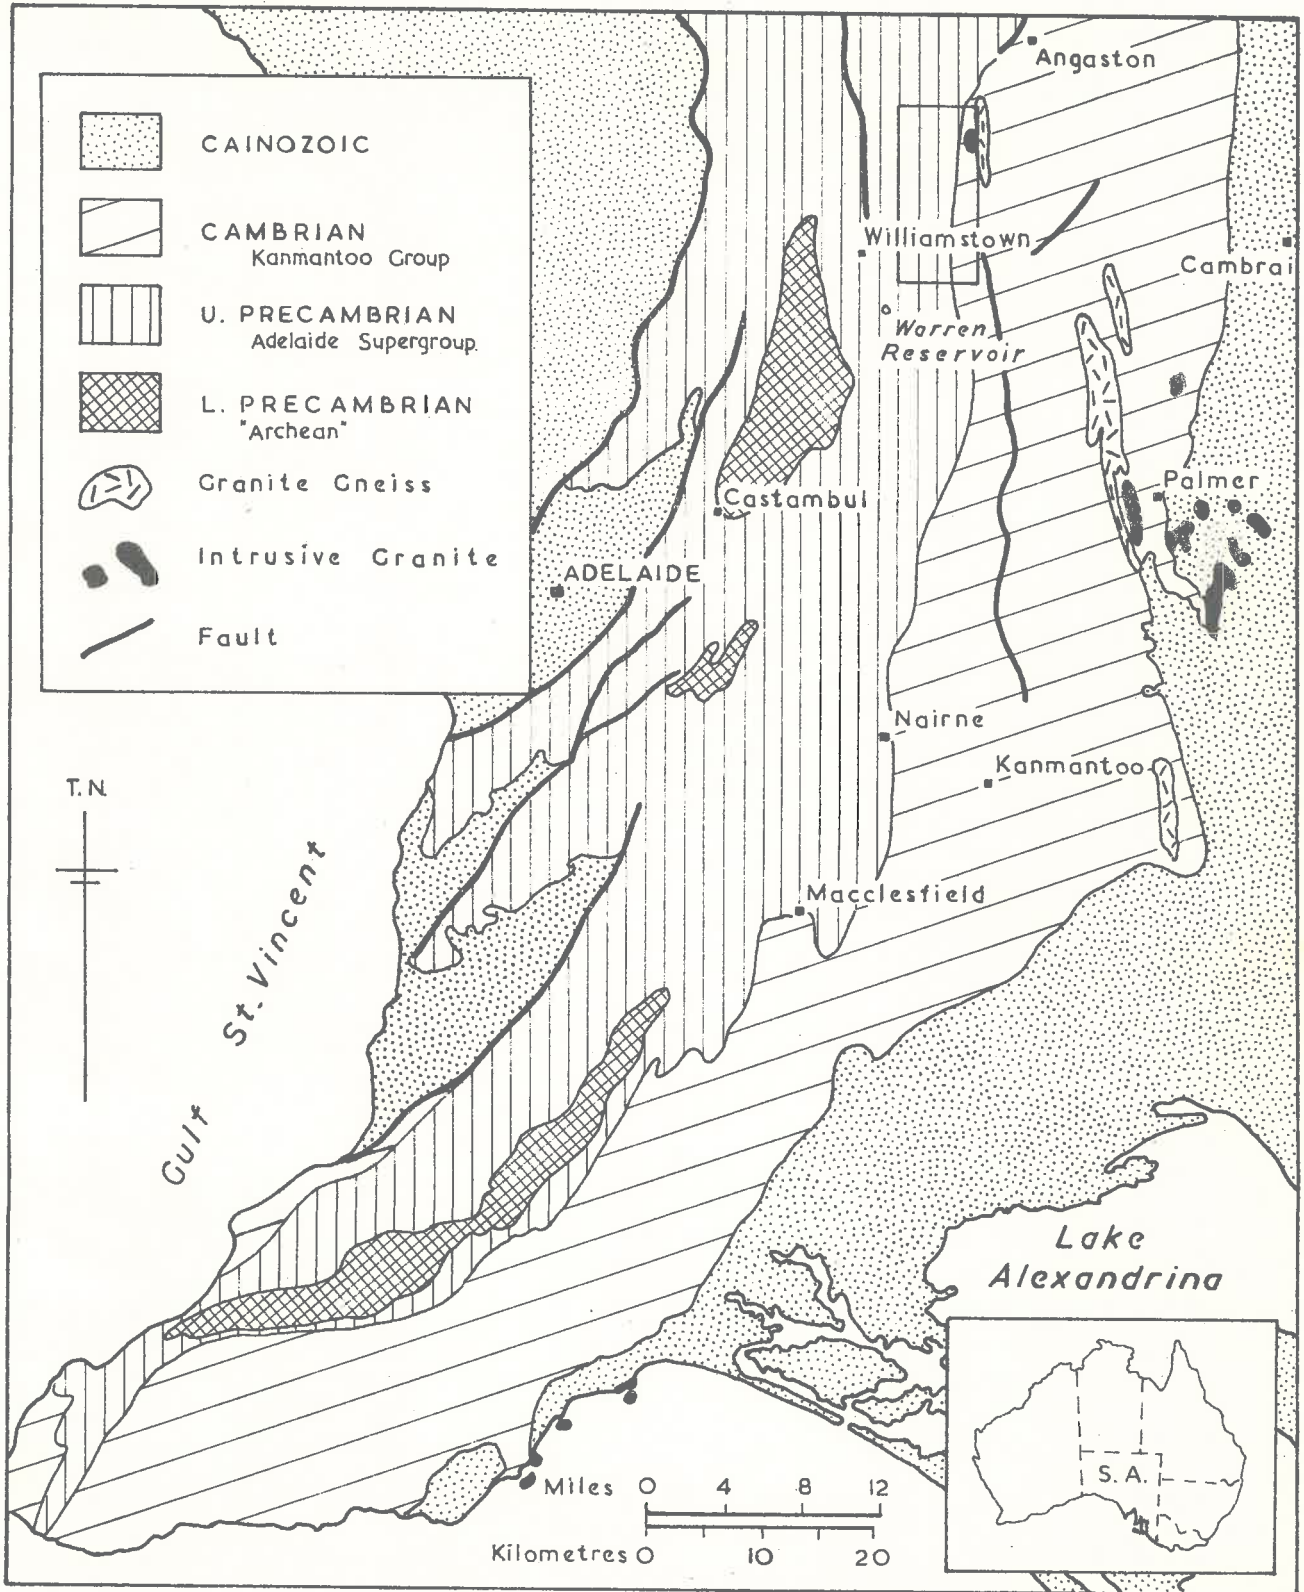 CAINOZOIC
CAMBRIAN
Kanmantoo Group
U. PRECAMBRIAN
Adelaide Supergroup.
L. PRECAMBRIAN
"Archean"
Granite Gneiss
Intrusive Granite
Fault
Angaston
Williamstown
Cambrai
Warren
Reservoir
Palmer
Castambul
ADELAIDE
Nairne
Kanmantoo
T.N.
Macclesfield
Gulf St. Vincent
Lake
Alexandrina
S.A.
Miles 0 4 8 12
Kilometres 0 10 20